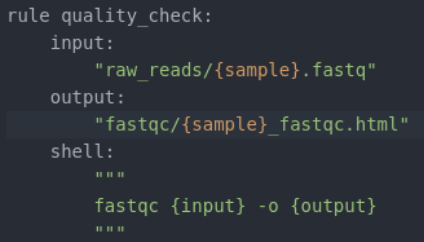 rule quality_check:
    input:
        "raw_reads/{sample}.fastq"
    output:
        "fastqc/{sample}_fastqc.html"
    shell:
        """
        fastqc {input} -o {output}
        """